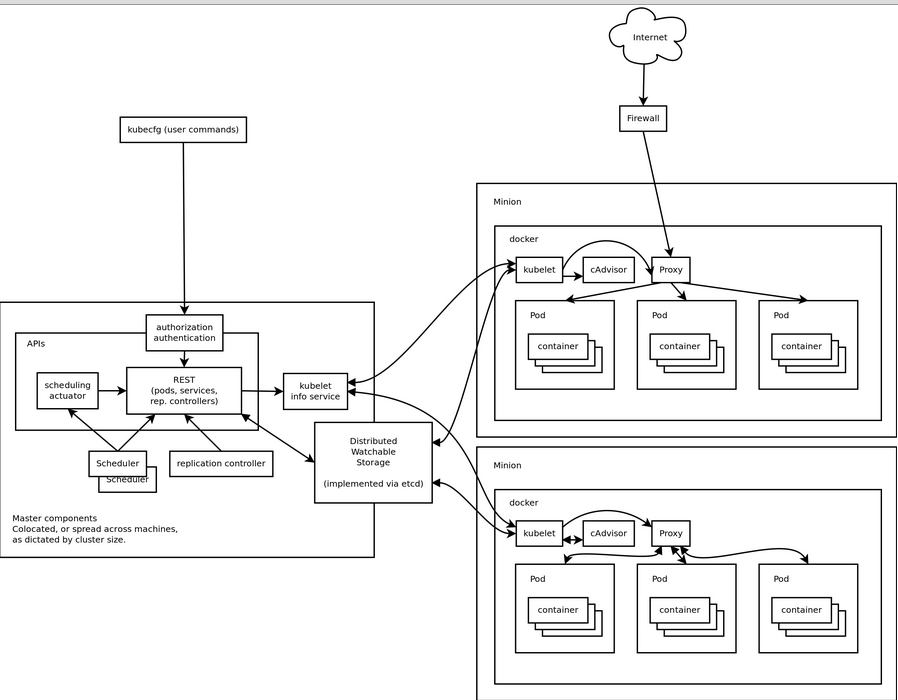 Internet
Firewall
kubecfg (user commands)
Minion
docker
kubelet
cAdvisor
Proxy
Pod
container
Pod
container
Pod
container
authorization
authentication
APIs
scheduling
actuator
REST
(pods, services,
rep. controllers)
kubelet
info service
Scheduler
Scheduler
replication controller
Distributed
Watchable
Storage
(implemented via etcd)
Master components
Colocated, or spread across machines,
as dictated by cluster size.
Minion
docker
kubelet
cAdvisor
Proxy
Pod
container
Pod
container
Pod
container